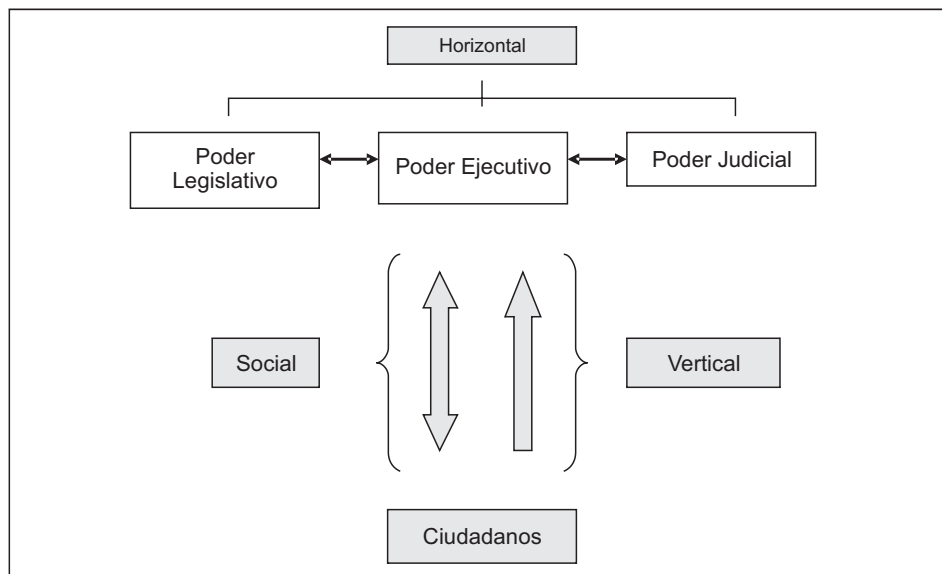 Horizontal
Poder
Legislativo
Poder Ejecutivo
Poder Judicial
Social
Vertical
Ciudadanos